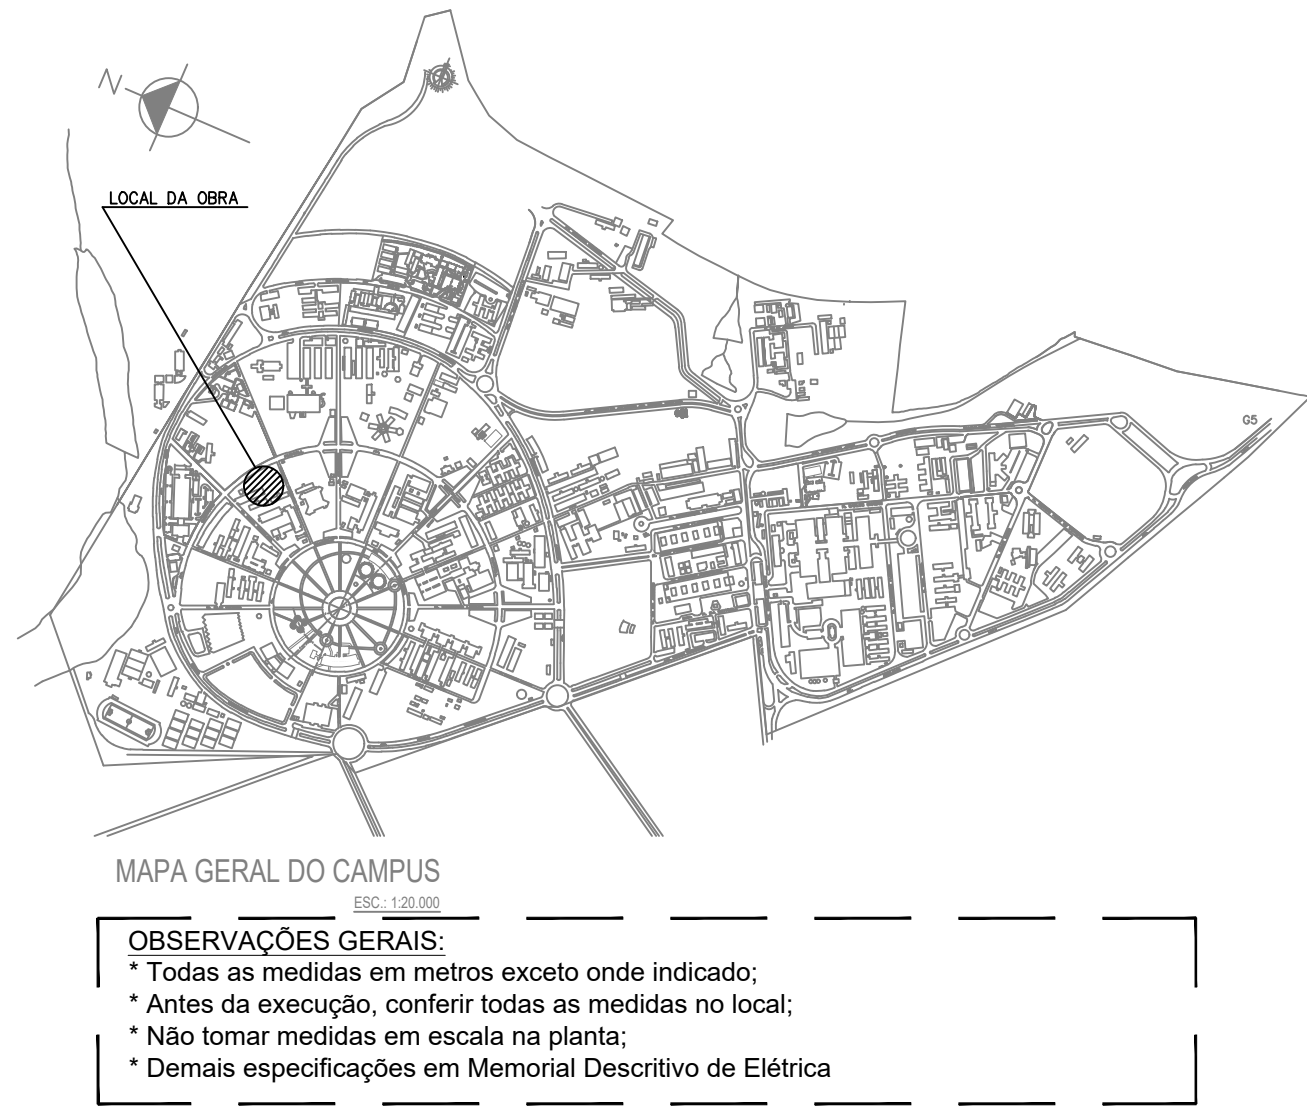 N
LOCAL DA OBRA
G5
MAPA GERAL DO CAMPUS
ESC.: 1:20.000
OBSERVAÇÕES GERAIS:
* Todas as medidas em metros exceto onde indicado;
* Antes da execução, conferir todas as medidas no local;
* Não tomar medidas em escala na planta;
* Demais especificações em Memorial Descritivo de Elétrica